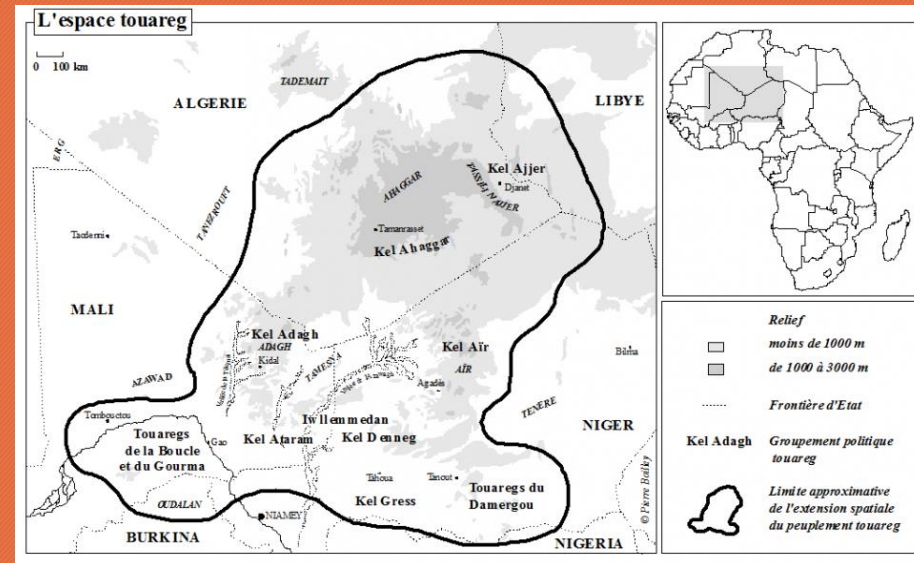 L'espace touareg
0 100 km
TADEMAIT
ALGERIE
LIBYE
ERG
TANEZROUFT
Kel Ajjer
Djanet
AHAGGAR
TASSILI N'AJJER
Tamanrasset
Kel Ahaggar
Taodenni
MALI
Kel Adagh
ADAGH
Kidal
TAMESNA
Kel Aïr
AÏR
Agadès
Bilma
AZAWAD
Tombouctou
TENERE
NIGER
Iwllemmedan
Kel Ataram
Kel Denneg
Gao
Touaregs
de la Boucle
et du Gourma
Tahoua
Tanout
Touaregs du
Damergou
Kel Gress
OUDALAN
NIAMEY
BURKINA
NIGERIA
© Pierre Boilley
Relief
moins de 1000 m
de 1000 à 3000 m
Frontière d'Etat
Kel Adagh
Groupement politique
touareg
Limite approximative
de l'extension spatiale
du peuplement touareg